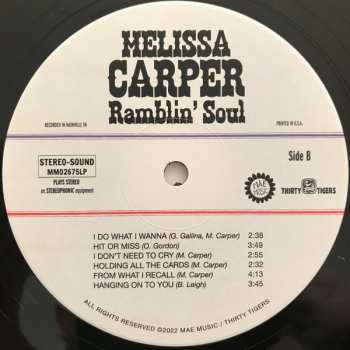 MELISSA
CARPER
Ramblin' Soul
RECORDED IN NASHVILLE TN
PRINTED IN U.S.A.
STEREO-SOUND
MM02675LP
PLAYS STEREO
on STEREOPHONIC equipment
MAE MUSIC
THIRTY TIGERS
Side B
I DO WHAT I WANNA (G. Gallina, M. Carper) 2:38
HIT OR MISS (O. Gordon) 3:49
I DON'T NEED TO CRY (M. Carper) 2:55
HOLDING ALL THE CARDS (M. Carper) 2:32
FROM WHAT I RECALL (M. Carper) 4:13
HANGING ON TO YOU (B. Leigh) 3:45
ALL RIGHTS RESERVED ©2022 MAE MUSIC / THIRTY TIGERS